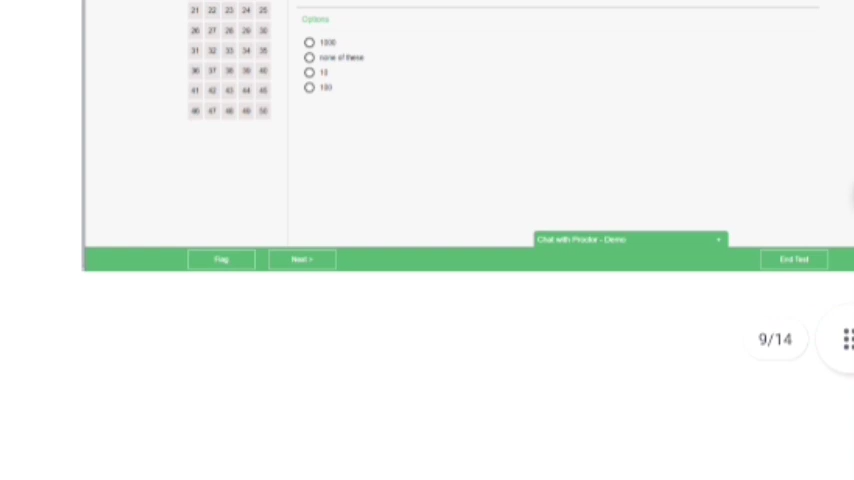 21 22 23 24 25
Options
26 27 28 29 30
1000
31 32 33 34 35
none of these
36 37 38 39 40
10
41 42 43 44 45
100
46 47 48 49 50
Chat with Proctor - Demo
Flag
Next >
End Test
9/14